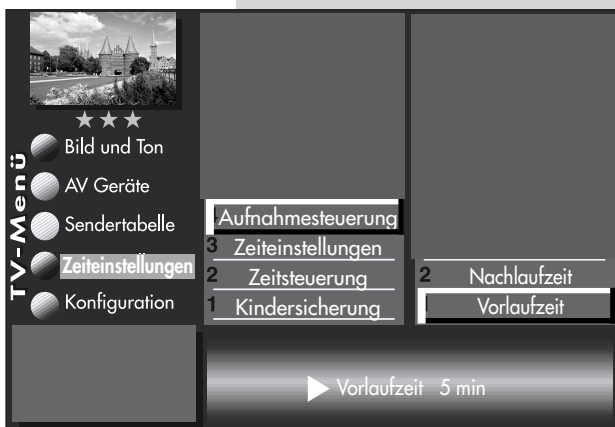 TV-Menü
Bild und Ton
AV Geräte
Sendertabelle
Zeiteinstellungen
Konfiguration
Aufnahmesteuerung
3 Zeiteinstellungen
2 Zeitsteuerung
1 Kindersicherung
2 Nachlaufzeit
Vorlaufzeit
Vorlaufzeit 5 min